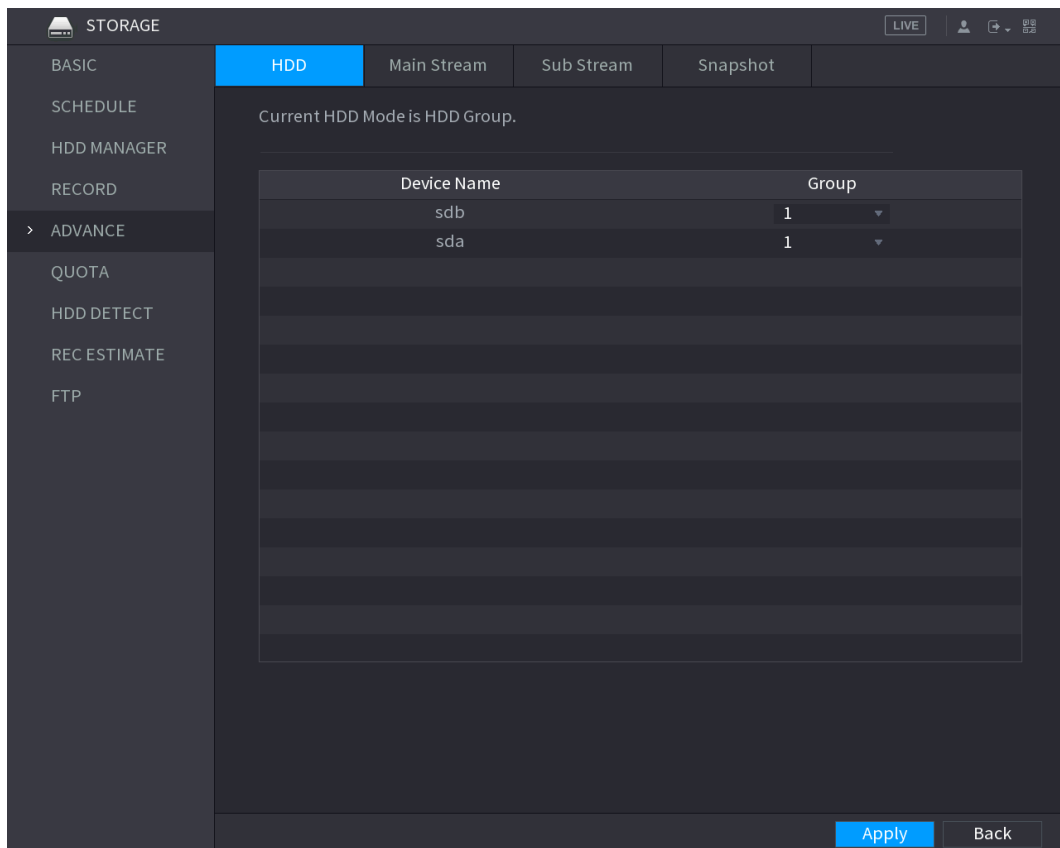 STORAGE
LIVE
BASIC
SCHEDULE
HDD MANAGER
RECORD
ADVANCE
QUOTA
HDD DETECT
REC ESTIMATE
FTP
HDD Main Stream Sub Stream Snapshot
Current HDD Mode is HDD Group.
Device Name Group
sdb 1
sda 1
Apply Back